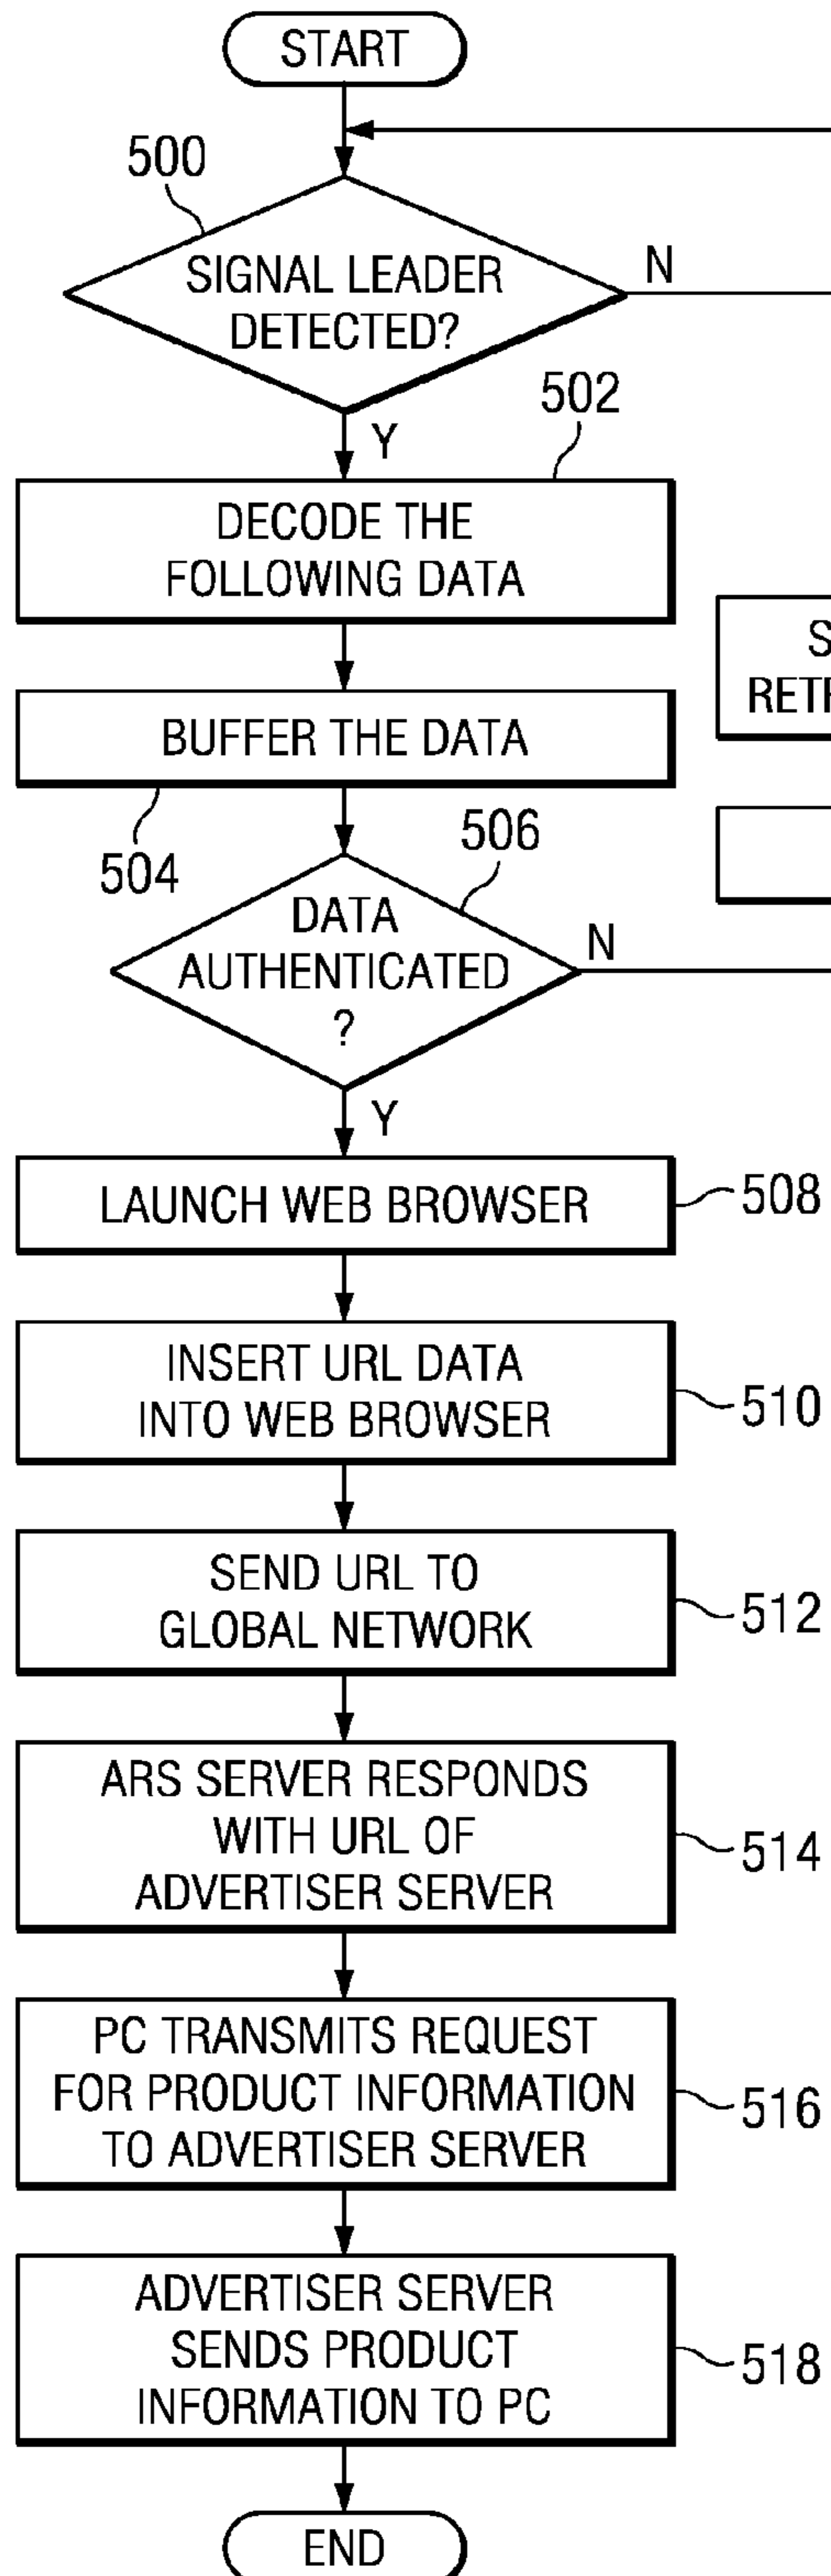 START
500
SIGNAL LEADER
DETECTED?
N
Y
502
DECODE THE
FOLLOWING DATA
BUFFER THE DATA
504
506
DATA
AUTHENTICATED
?
N
Y
LAUNCH WEB BROWSER
508
INSERT URL DATA
INTO WEB BROWSER
510
SEND URL TO
GLOBAL NETWORK
512
ARS SERVER RESPONDS
WITH URL OF
ADVERTISER SERVER
514
PC TRANSMITS REQUEST
FOR PRODUCT INFORMATION
TO ADVERTISER SERVER
516
ADVERTISER SERVER
SENDS PRODUCT
INFORMATION TO PC
518
END